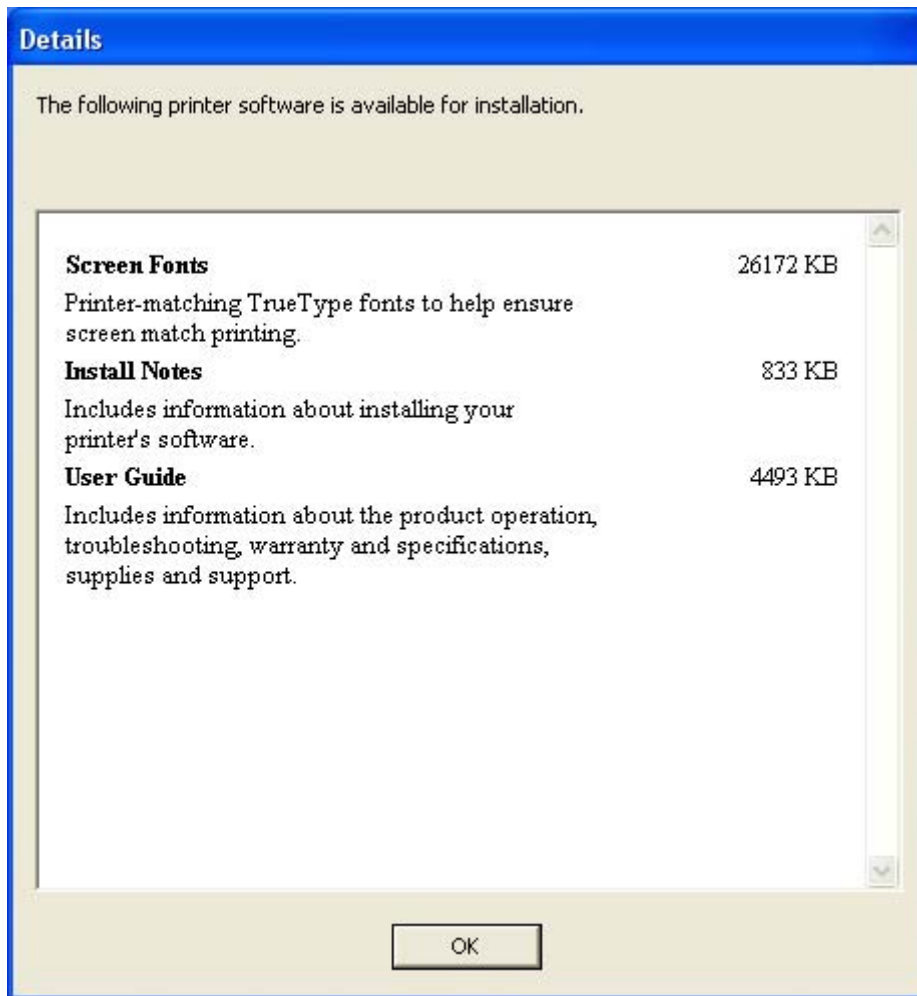 Details
The following printer software is available for installation.
Screen Fonts 26172 KB
Printer-matching TrueType fonts to help ensure
screen match printing.
Install Notes 833 KB
Includes information about installing your
printer's software.
User Guide 4493 KB
Includes information about the product operation,
troubleshooting, warranty and specifications,
supplies and support.
OK